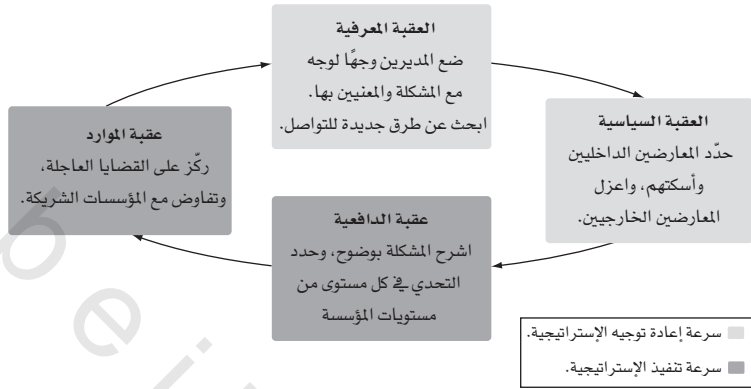 العقبة المعرفية
ضع المديرين وجهًا لوجه
مع المشكلة والمعنيين بها.
ابحث عن طرق جديدة للتواصل.
العقبة السياسية
حدّد المعارضين الداخليين
وأسكتهم، واعزل
المعارضين الخارجيين.
عقبة الدافعية
اشرح المشكلة بوضوح، وحدد
التحدي في كل مستوى من
مستويات المؤسسة
عقبة الموارد
ركّز على القضايا العاجلة،
وتفاوض مع المؤسسات الشريكة.
سرعة إعادة توجيه الإستراتيجية.
سرعة تنفيذ الإستراتيجية.